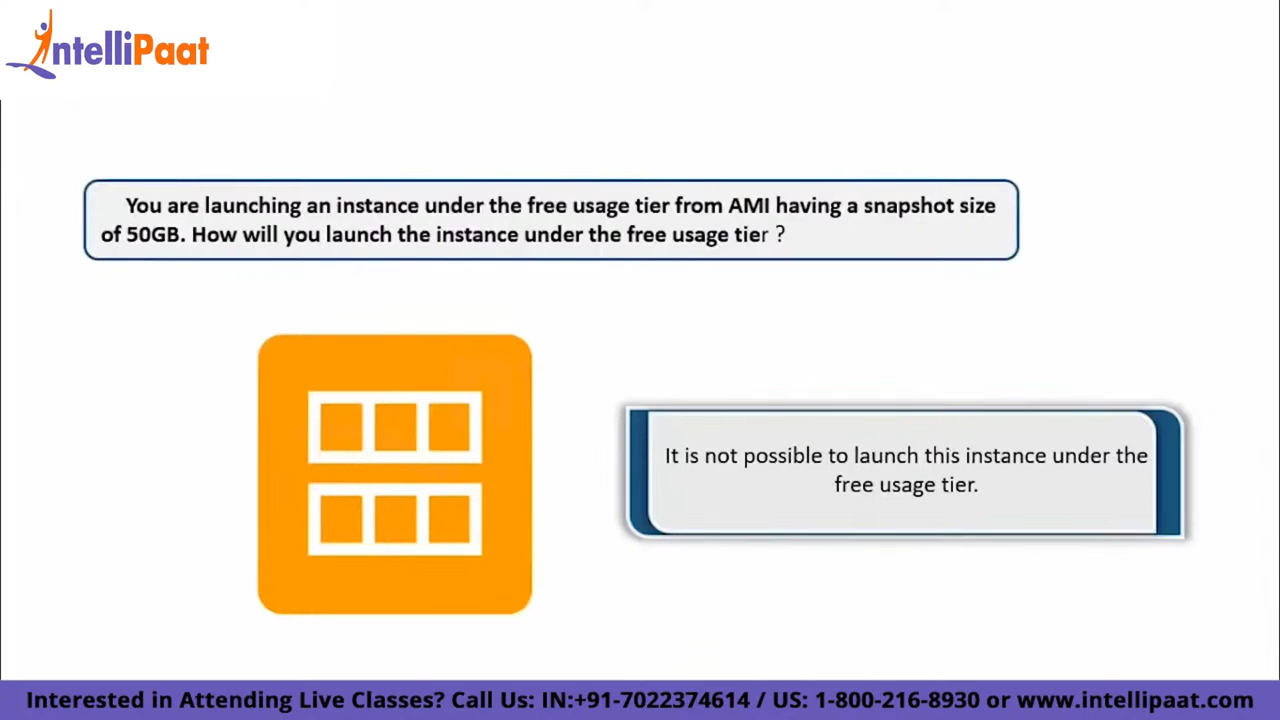 IntelliPaat
You are launching an instance under the free usage tier from AMI having a snapshot size
of 50GB. How will you launch the instance under the free usage tier ?
It is not possible to launch this instance under the
free usage tier.
Interested in Attending Live Classes? Call Us: IN:+91-7022374614 / US: 1-800-216-8930 or www.intellipaat.com